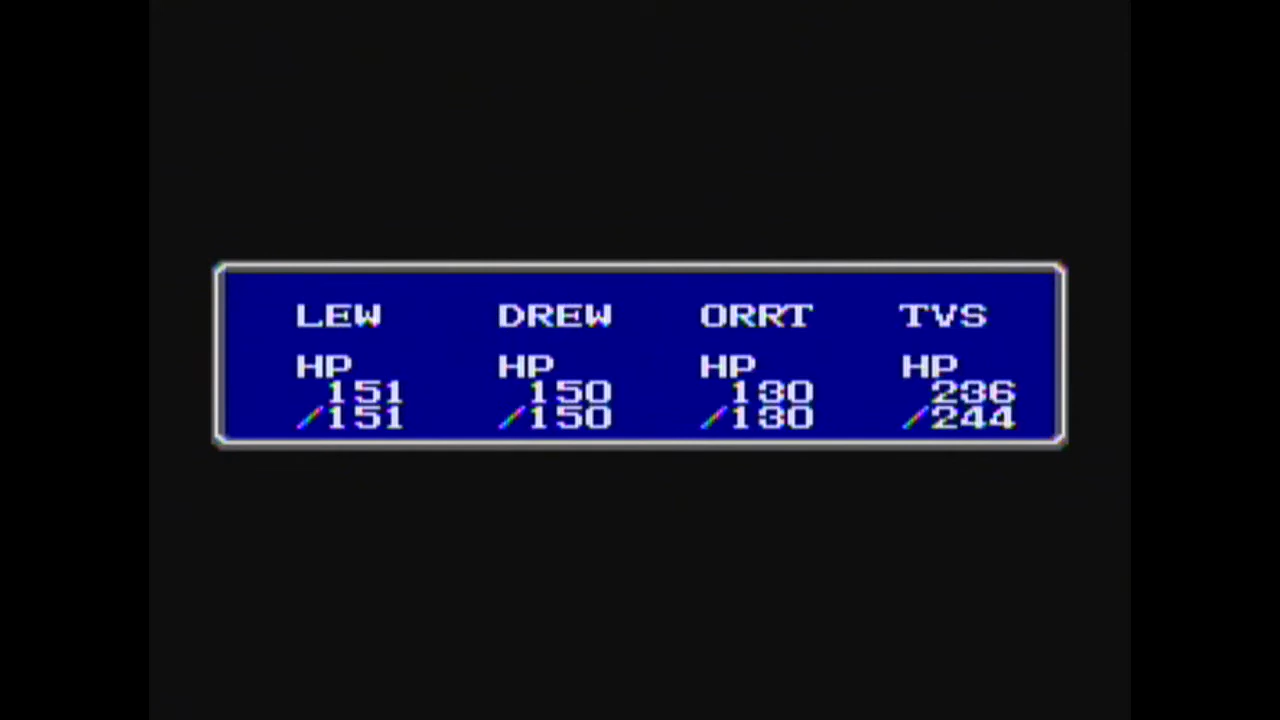 LEW DREW ORRT TVS
HP HP HP HP
151 150 130 236
/151 /150 /130 /244